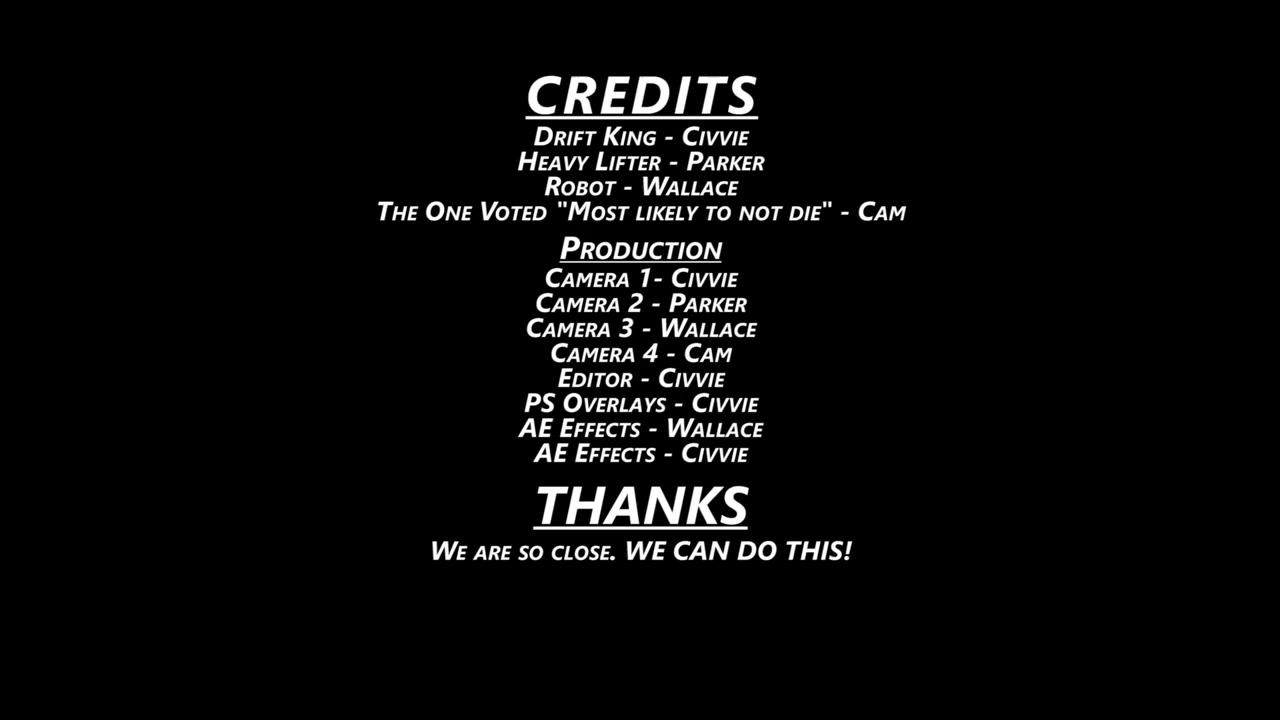 CREDITS
DRIFT KING - CIVVIE
HEAVY LIFTER - PARKER
ROBOT - WALLACE
THE ONE VOTED "MOST LIKELY TO NOT DIE" - CAM
PRODUCTION
CAMERA 1- CIVVIE
CAMERA 2 - PARKER
CAMERA 3 - WALLACE
CAMERA 4 - CAM
EDITOR - CIVVIE
PS OVERLAYS - CIVVIE
AE EFFECTS - WALLACE
AE EFFECTS - CIVVIE
THANKS
WE ARE SO CLOSE. WE CAN DO THIS!